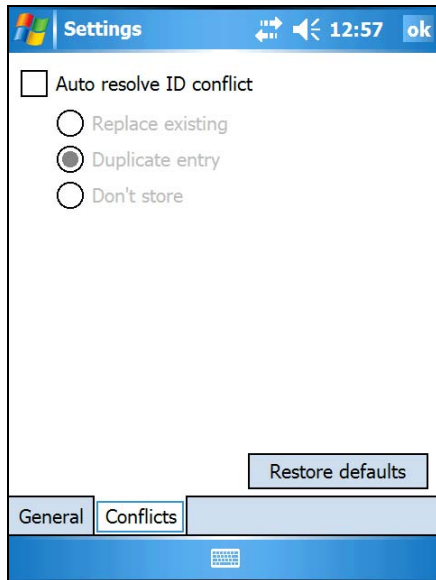 Settings 12:57 ok
Auto resolve ID conflict
Replace existing
Duplicate entry
Don't store
Restore defaults
General Conflicts